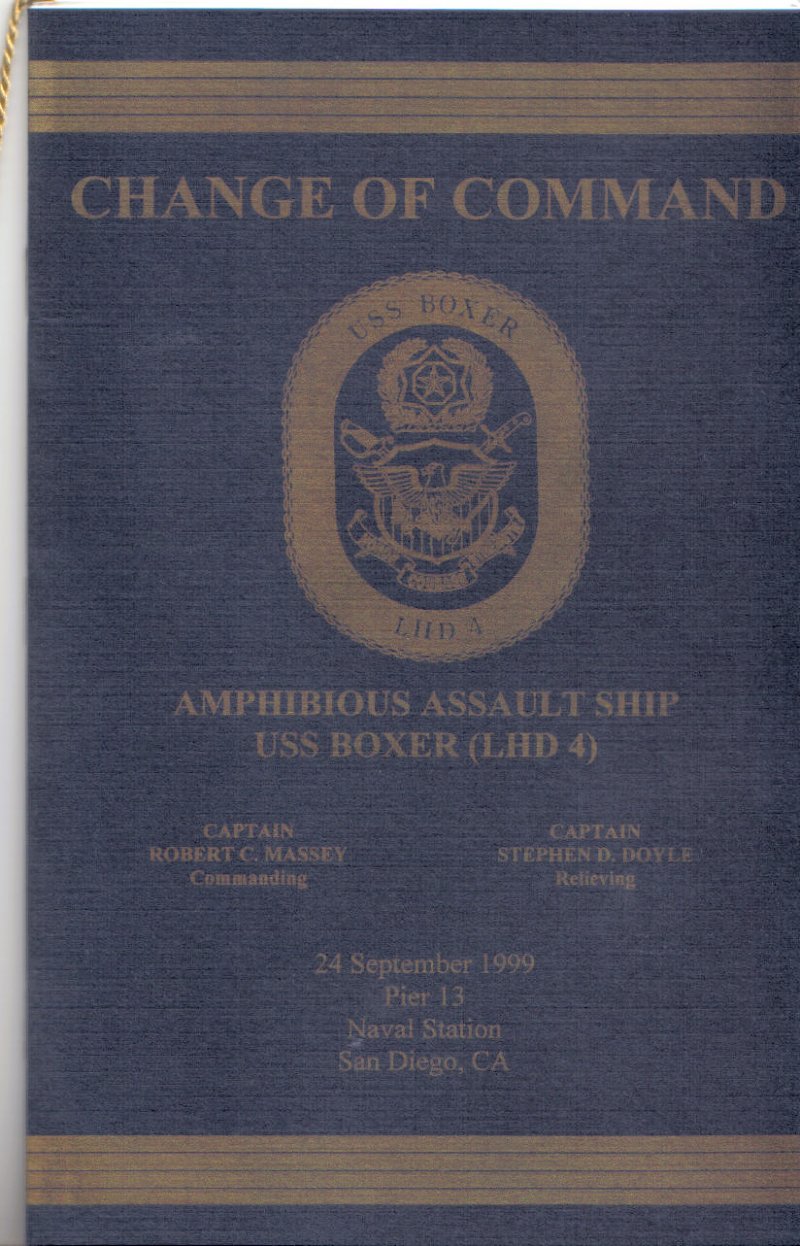 CHANGE OF COMMAND
USS BOXER
COURAGE
LHD 4
AMPHIBIOUS ASSAULT SHIP
USS BOXER (LHD 4)
CAPTAIN
ROBERT C. MASSEY
Commanding
CAPTAIN
STEPHEN D. DOYLE
Relieving
24 September 1999
Pier 13
Naval Station
San Diego, CA